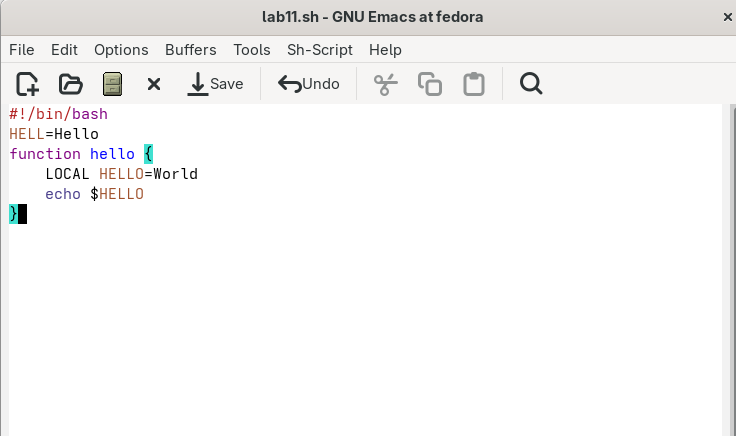 lab11.sh - GNU Emacs at fedora
File Edit Options Buffers Tools Sh-Script Help
Save Undo
#!/bin/bash
HELL=Hello
function hello {
    LOCAL HELLO=World
    echo $HELLO
}